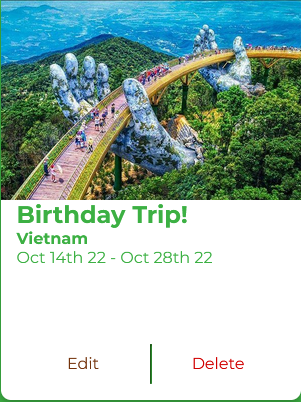 Birthday Trip!
Vietnam
Oct 14th 22 - Oct 28th 22
Edit
Delete